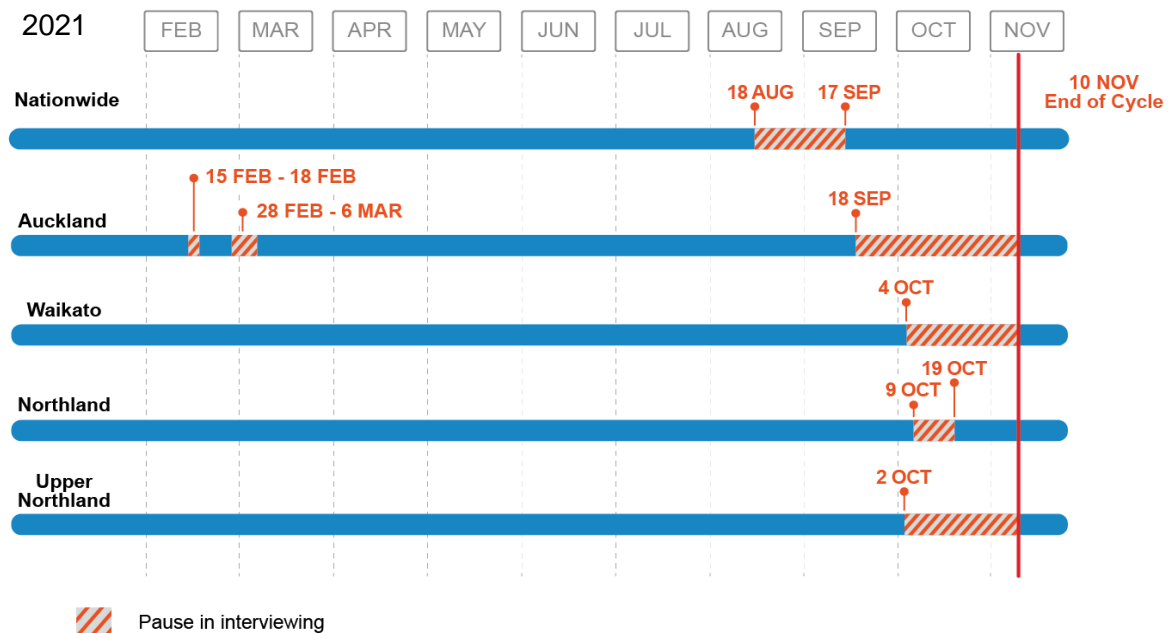 2021
FEB
MAR
APR
MAY
JUN
JUL
AUG
SEP
OCT
NOV
10 NOV
End of Cycle
Nationwide
18 AUG
17 SEP
Auckland
15 FEB - 18 FEB
28 FEB - 6 MAR
18 SEP
Waikato
4 OCT
Northland
9 OCT
19 OCT
Upper
Northland
2 OCT
Pause in interviewing